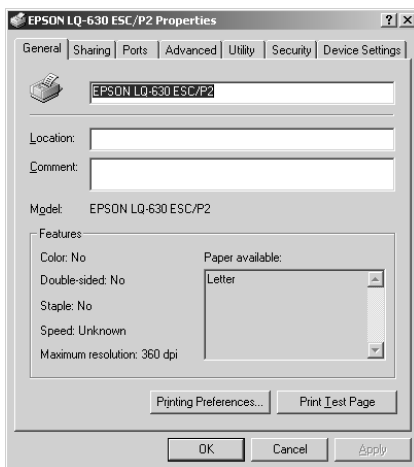 EPSON LQ-630 ESC/P2 Properties
General Sharing Ports Advanced Utility Security Device Settings
EPSON LQ-630 ESC/P2
Location:
Comment:
Model: EPSON LQ-630 ESC/P2
Features
Color: No Paper available:
Double-sided: No Letter
Staple: No
Speed: Unknown
Maximum resolution: 360 dpi
Printing Preferences... Print Test Page
OK Cancel Apply